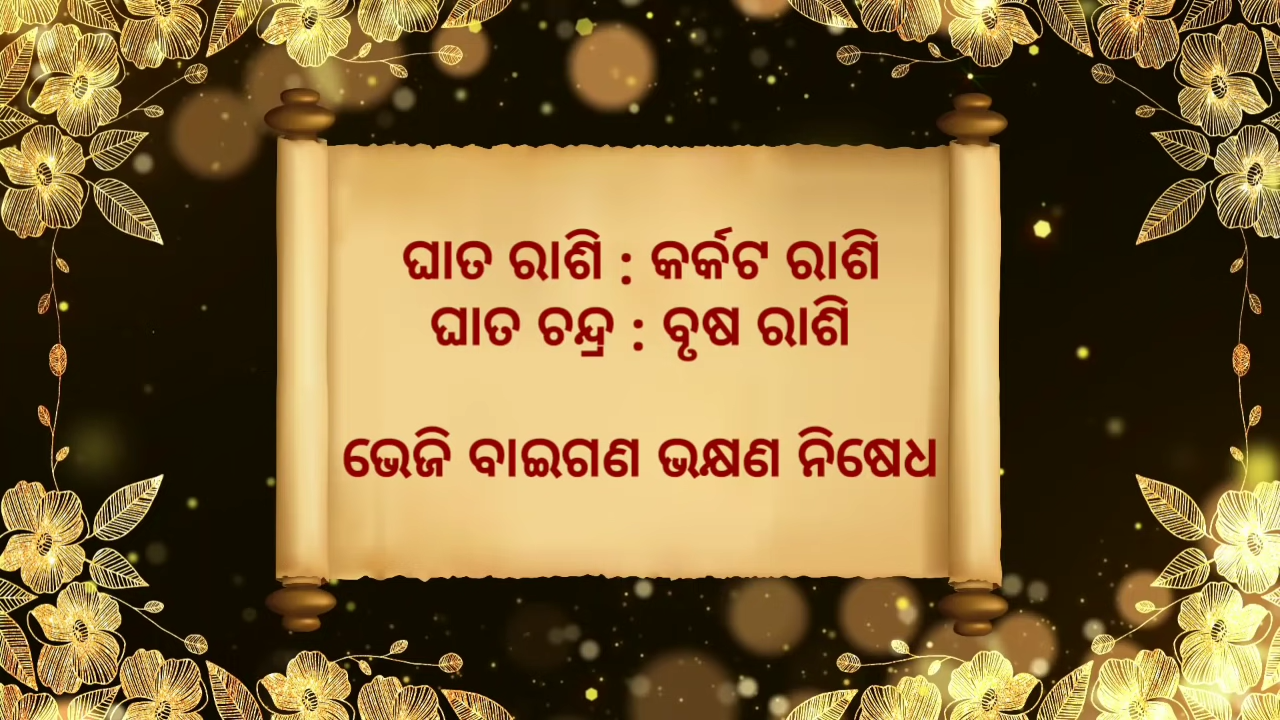 ଘାତ ରାଶି : କର୍କଟ ରାଶି
ଘାତ ଚନ୍ଦ୍ର : ବୃଷ ରାଶି
ଭେଜି ବାଇଗଣ ଭକ୍ଷଣ ନିଷେଧ